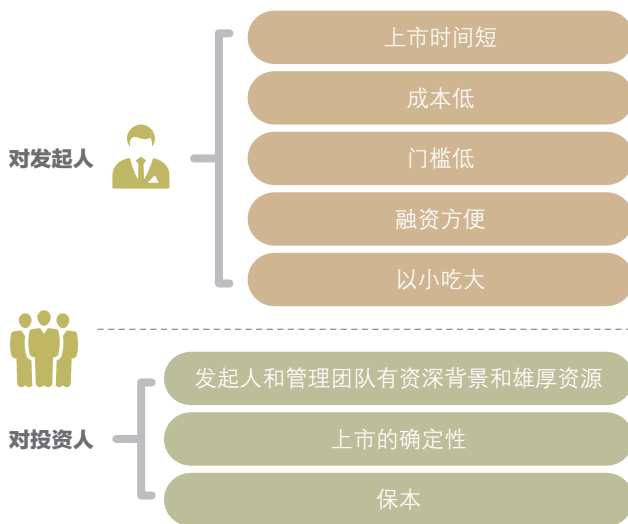 对发起人
上市时间短
成本低
门槛低
融资方便
以小吃大
对投资人
发起人和管理团队有资深背景和雄厚资源
上市的确定性
保本